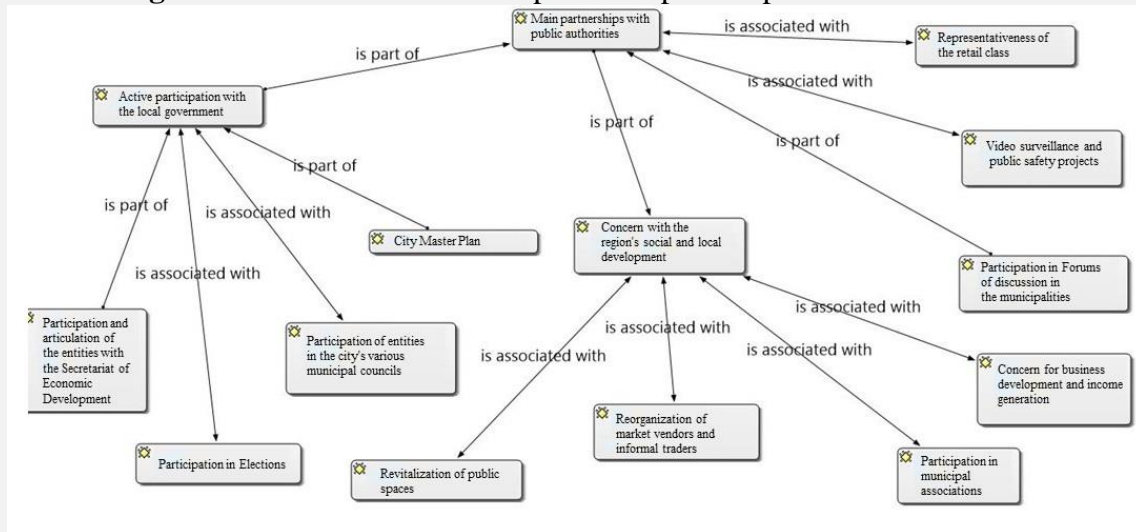 Main partnerships with
public authorities
is associated with
Representativeness of
the retail class
is part of
is associated with
Active participation with
the local government
is part of
is part of
Video surveillance and
public safety projects
is part of
is part of
is associated with
City Master Plan
Concern with the
region's social and local
development
is associated with
Participation in Forums
of discussion in
the municipalities
is associated with
Participation and
articulation of
the entities with
the Secretariat of
Economic
Development
Participation of entities
in the city's various
municipal councils
is associated with
is associated with
is associated with
Concern for business
development and income
generation
Reorganization of
market vendors and
informal traders
Participation in Elections
Revitalization of public
spaces
Participation in
municipal
associations